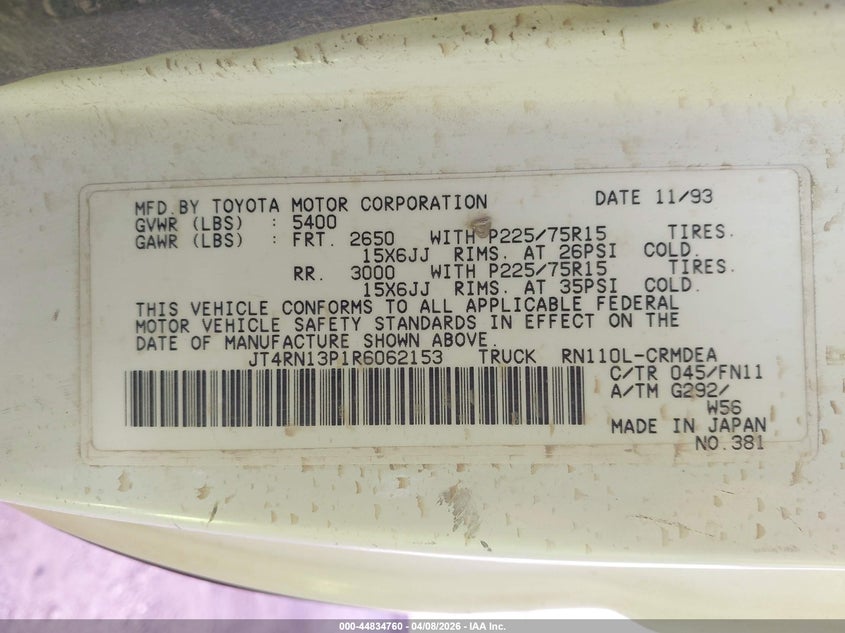 MFD.BY TOYOTA MOTOR CORPORATION DATE 11/93
GVWR (LBS) : 5400
GAWR (LBS) : FRT. 2650 WITH P225/75R15 TIRES.
15X6JJ RIMS. AT 26PSI COLD.
RR. 3000 WITH P225/75R15 TIRES.
15X6JJ RIMS. AT 35PSI COLD.
THIS VEHICLE CONFORMS TO ALL APPLICABLE FEDERAL
MOTOR VEHICLE SAFETY STANDARDS IN EFFECT ON THE
DATE OF MANUFACTURE SHOWN ABOVE.
JT4RN13P1R6062153 TRUCK RN110L-CRMDEA
C/TR 045/FN11
A/TM G292/
W56
MADE IN JAPAN
NO.381
000-44834760 - 04/08/2026 - IAA Inc.